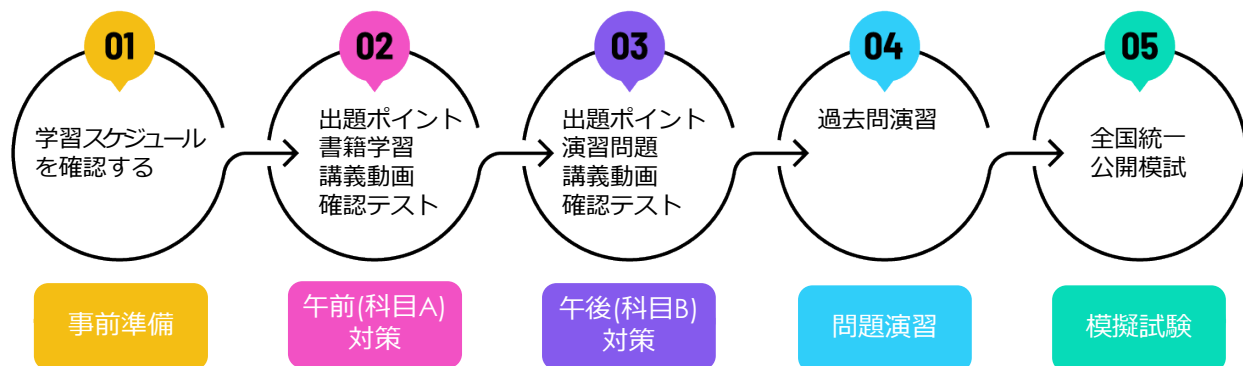 01
学習スケジュール
を確認する
事前準備
02
出題ポイント
書籍学習
講義動画
確認テスト
午前(科目A)
対策
03
出題ポイント
演習問題
講義動画
確認テスト
午後(科目B)
対策
04
過去問演習
問題演習
05
全国統一
公開模試
模擬試験